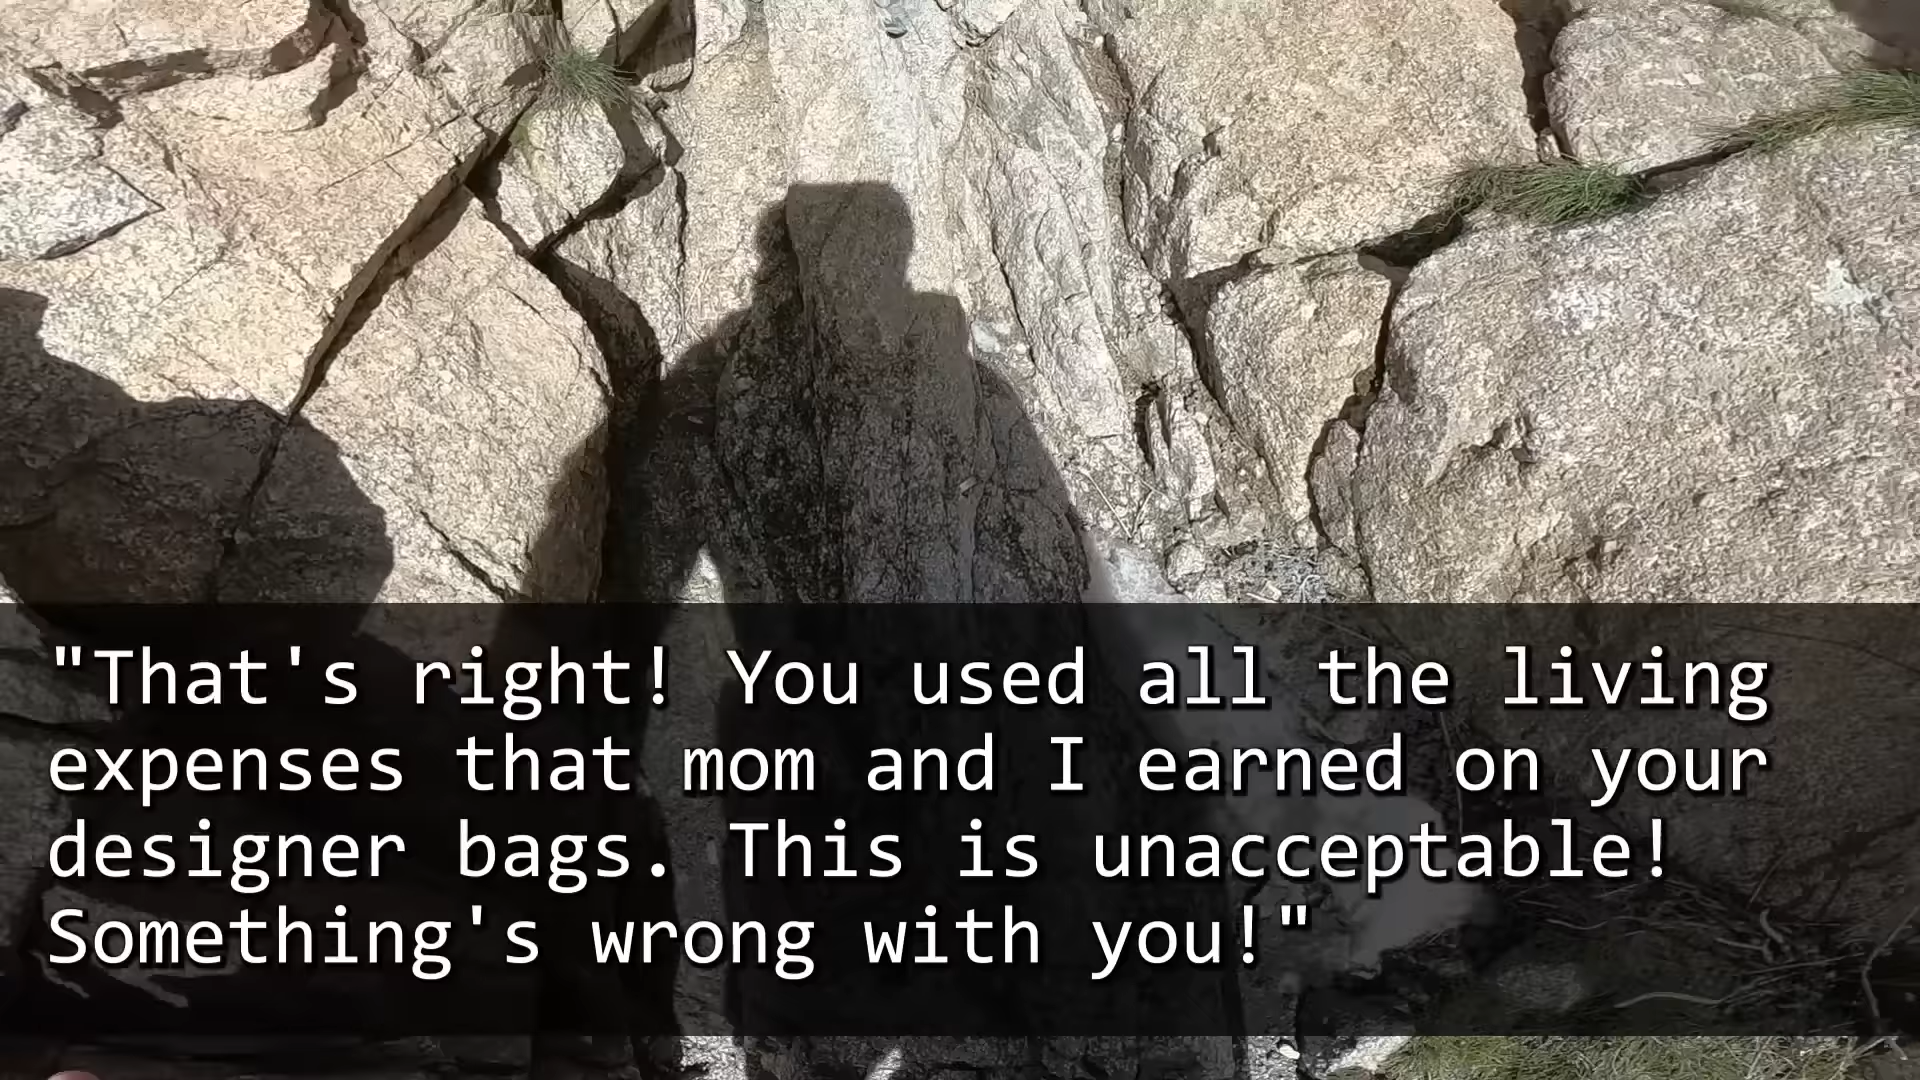 "That's right! You used all the living
expenses that mom and I earned on your
designer bags. This is unacceptable!
Something's wrong with you!"